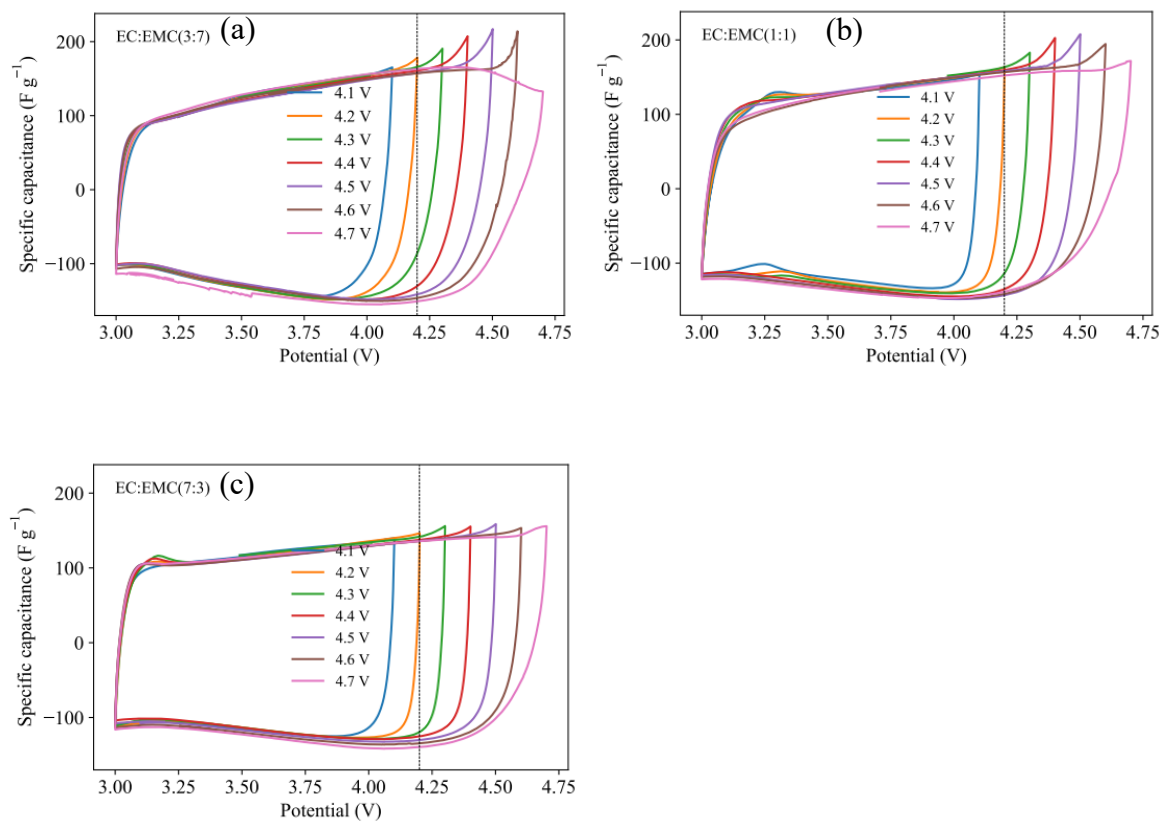 EC:EMC(3:7) (a)
Specific capacitance (F g⁻¹)
200
100
0
−100
4.1 V
4.2 V
4.3 V
4.4 V
4.5 V
4.6 V
4.7 V
3.00 3.25 3.50 3.75 4.00 4.25 4.50 4.75
Potential (V)
EC:EMC(1:1) (b)
Specific capacitance (F g⁻¹)
200
100
0
−100
4.1 V
4.2 V
4.3 V
4.4 V
4.5 V
4.6 V
4.7 V
3.00 3.25 3.50 3.75 4.00 4.25 4.50 4.75
Potential (V)
EC:EMC(7:3) (c)
Specific capacitance (F g⁻¹)
200
100
0
−100
4.1 V
4.2 V
4.3 V
4.4 V
4.5 V
4.6 V
4.7 V
3.00 3.25 3.50 3.75 4.00 4.25 4.50 4.75
Potential (V)